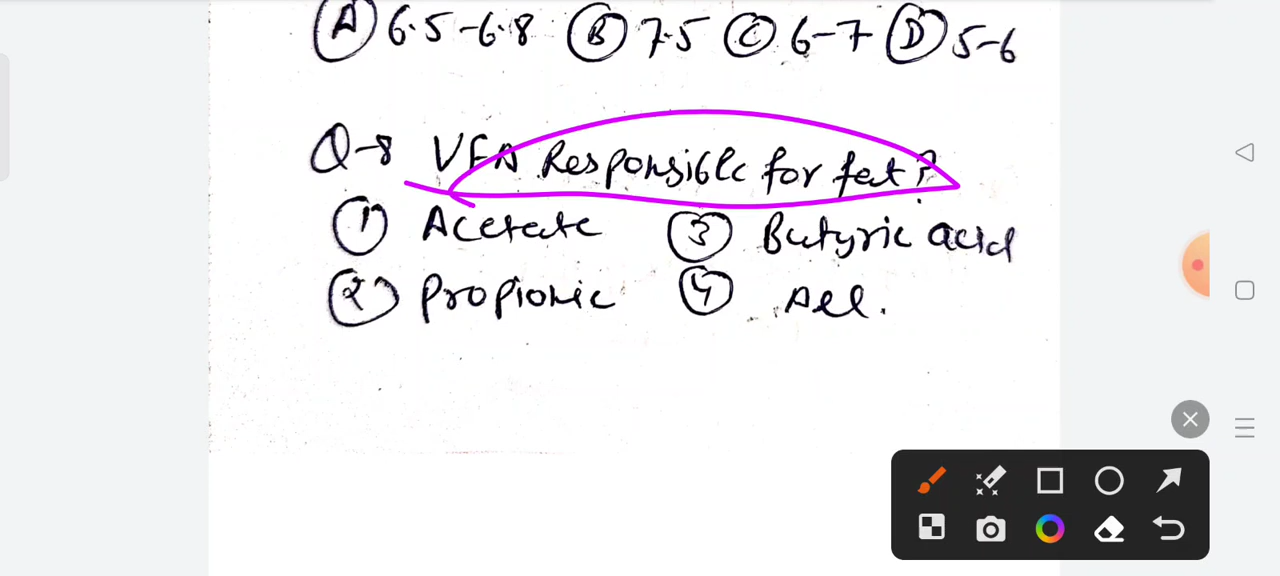 (A) 6.5-6.8 (B) 7.5 (C) 6-7 (D) 5-6
Q-8 VFA Responsible for fat?
(1) Acetate (3) Butyric acid
(2) Propionic (4) All.